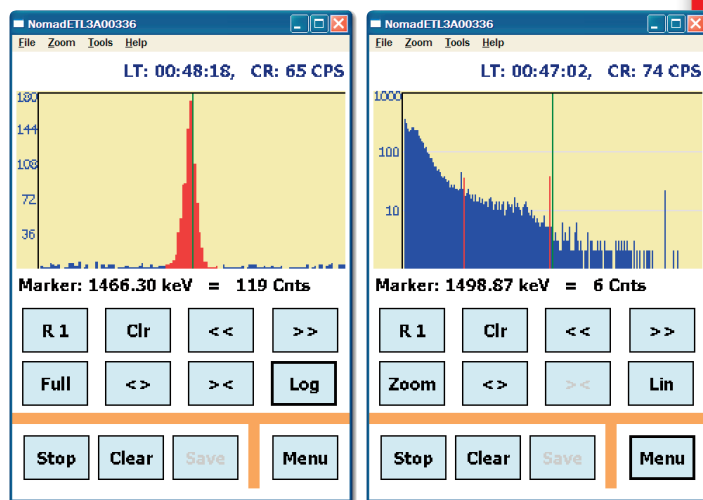 NomadETL3A00336
File Zoom Tools Help
LT: 00:48:18, CR: 65 CPS
180
144
108
72
36
Marker: 1466.30 keV = 119 Cnts
R 1 Clr << >>
Full <> >< Log
Stop Clear Save Menu
NomadETL3A00336
File Zoom Tools Help
LT: 00:47:02, CR: 74 CPS
1000
100
10
Marker: 1498.87 keV = 6 Cnts
R 1 Clr << >>
Zoom <> >< Lin
Stop Clear Save Menu